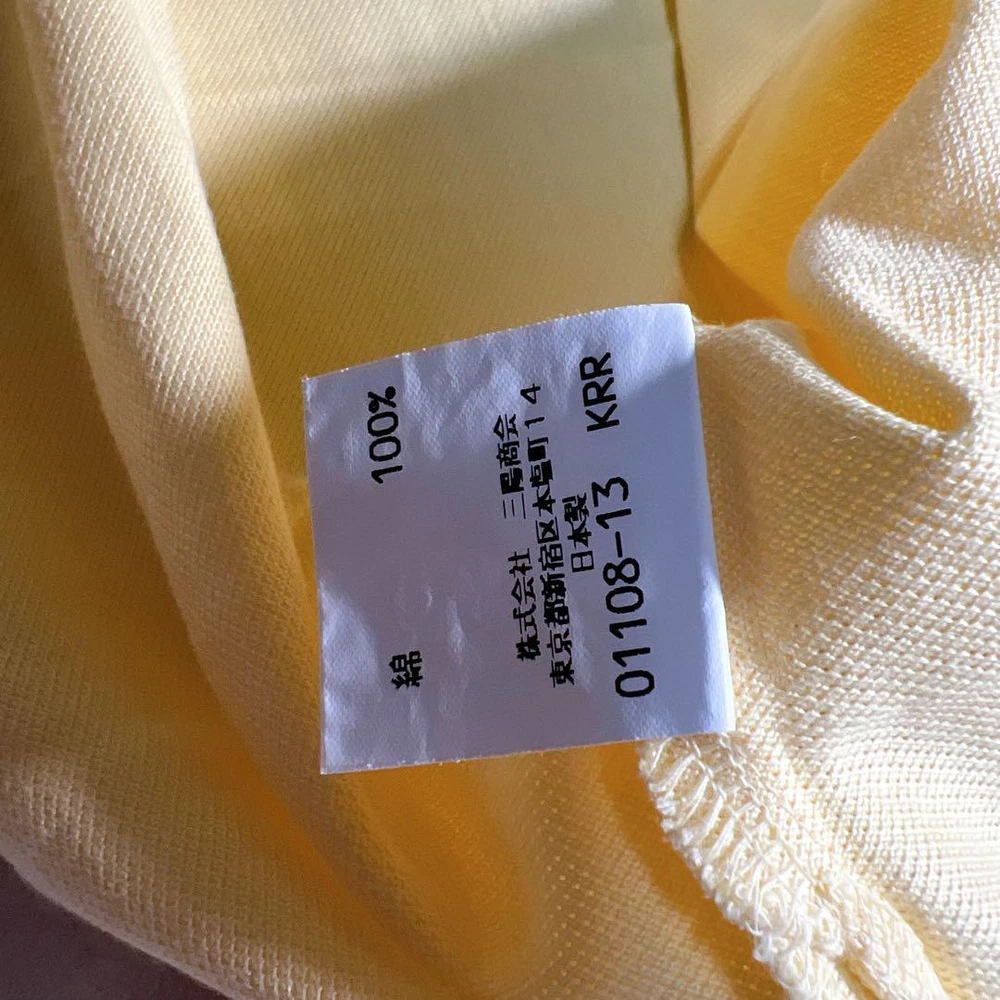 綿 100%
株式会社 三陽商会
東京都新宿区本塩町14
日本製
01108-13 KRR